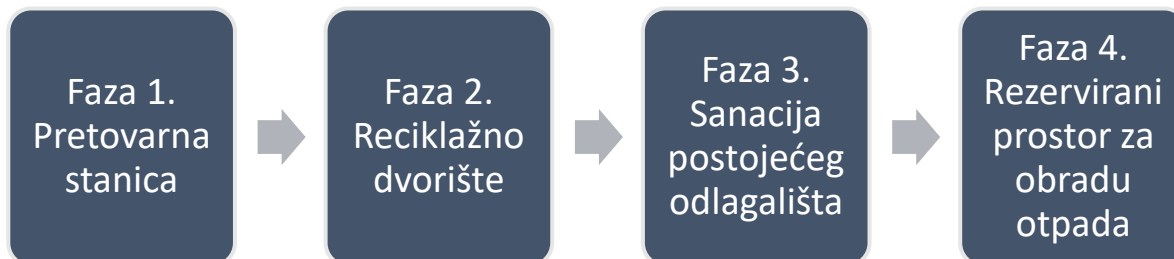 Faza 1.
Pretovarna
stanica
Faza 2.
Reciklažno
dvorište
Faza 3.
Sanacija
postojećeg
odlagališta
Faza 4.
Rezervirani
prostor za
obradu
otpada